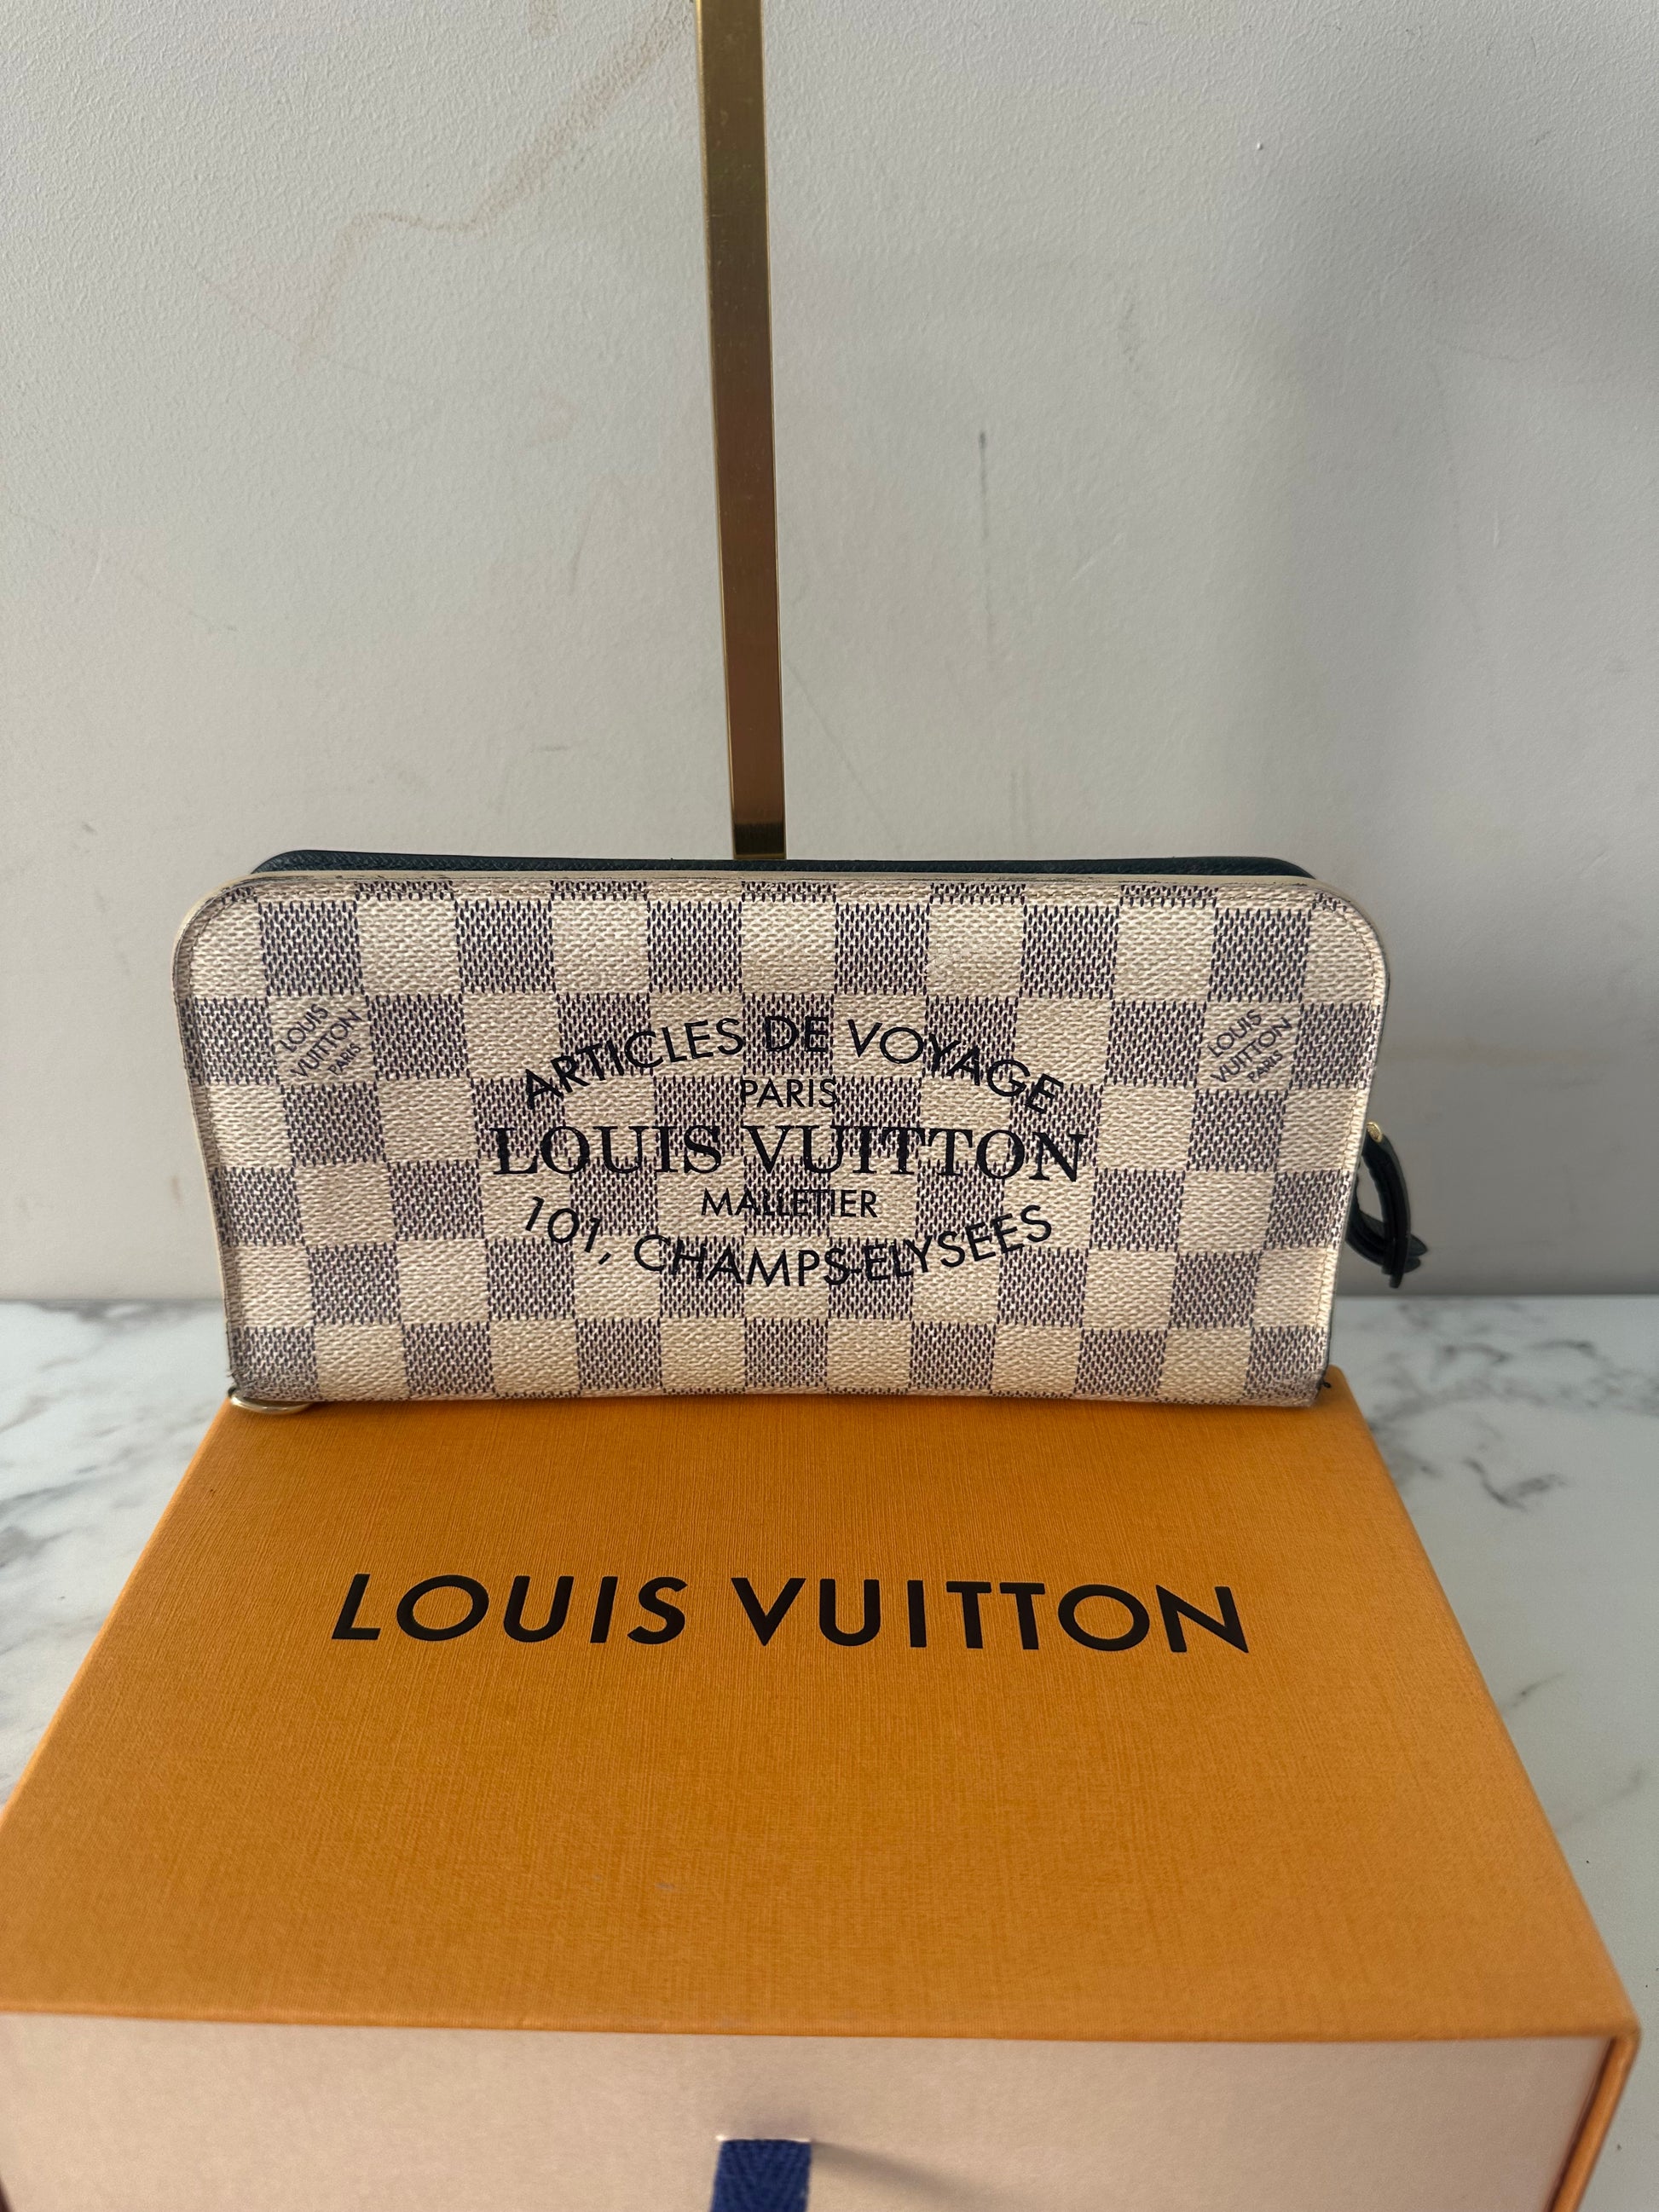 LOUIS
VUITTON
PARIS
LOUIS
VUITTON
PARIS
ARTICLES DE VOYAGE
PARIS
LOUIS VUITTON
MALLETIER
101, CHAMPS-ELYSEES
LOUIS VUITTON